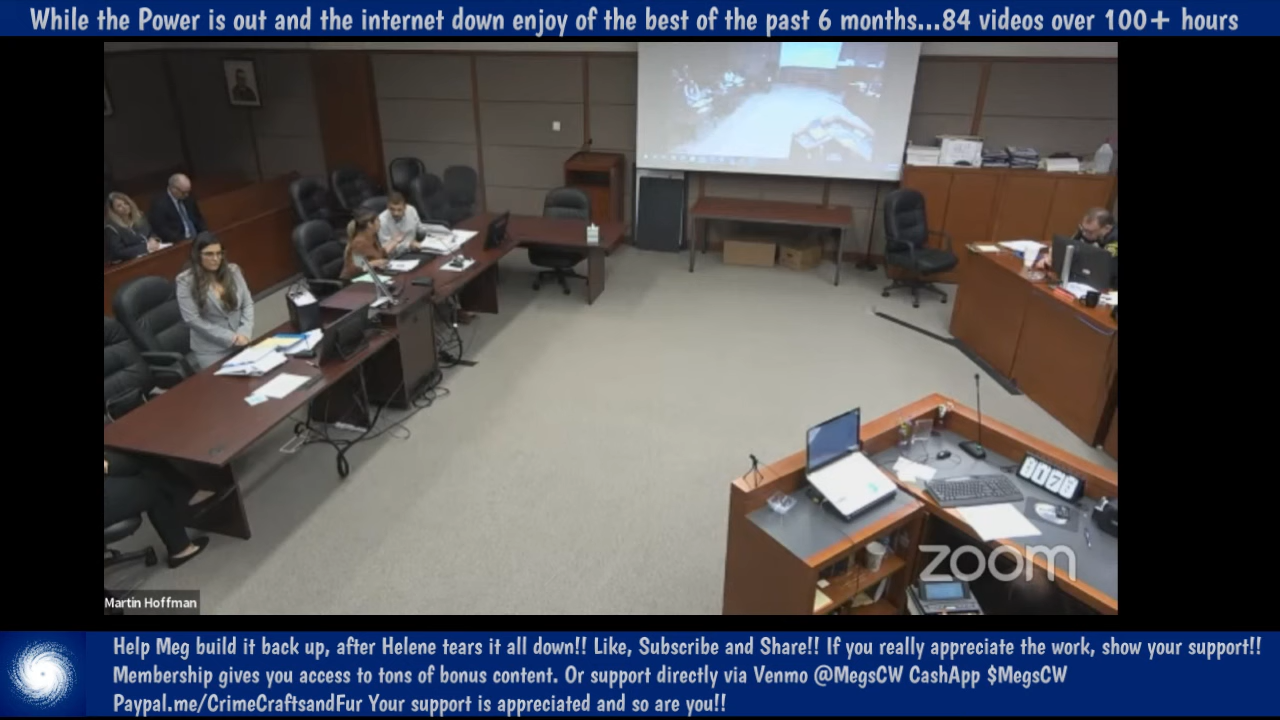 While the Power is out and the internet down enjoy of the best of the past 6 months...84 videos over 100+ hours
zoom
Martin Hoffman
Help Meg build it back up, after Helene tears it all down!! Like, Subscribe and Share!! If you really appreciate the work, show your support!!
Membership gives you access to tons of bonus content. Or support directly via Venmo @MegsCW CashApp $MegsCW
Paypal.me/CrimeCraftsandFur Your support is appreciated and so are you!!